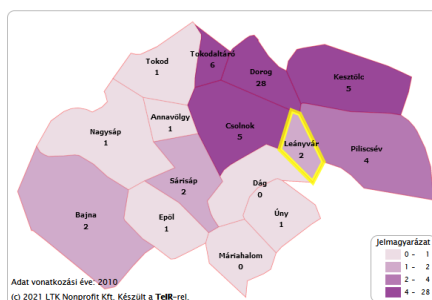 Tokod
1
Tokodaltáró
6
Dorog
28
Kesztölc
5
Nagysáp
1
Annavölgy
1
Csolnok
5
Leányvár
2
Piliscsév
4
Sárisáp
2
Dág
0
Bajna
2
Epöl
1
Úny
1
Máriahalom
0
Jelmagyarázat
0 - 1
1 - 2
2 - 4
4 - 28
Adat vonatkozási éve: 2010
(c) 2021 LTK Nonprofit Kft. Készült a TeIR-rel.